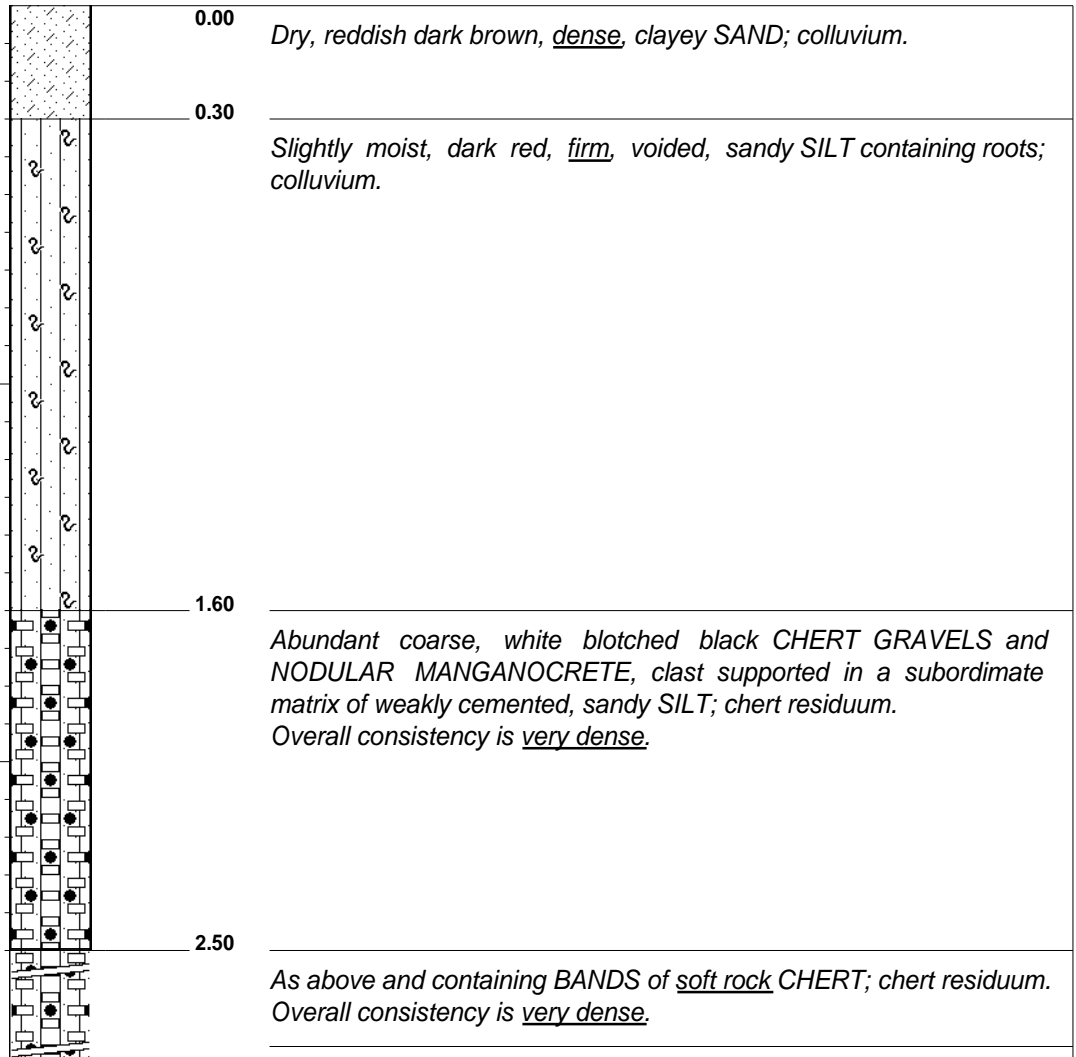 0.00
Dry, reddish dark brown, dense, clayey SAND; colluvium.
0.30
Slightly moist, dark red, firm, voided, sandy SILT containing roots;
colluvium.
1.60
Abundant coarse, white blotched black CHERT GRAVELS and
NODULAR MANGANOCRETE, clast supported in a subordimate
matrix of weakly cemented, sandy SILT; chert residuum.
Overall consistency is very dense.
2.50
As above and containing BANDS of soft rock CHERT; chert residuum.
Overall consistency is very dense.